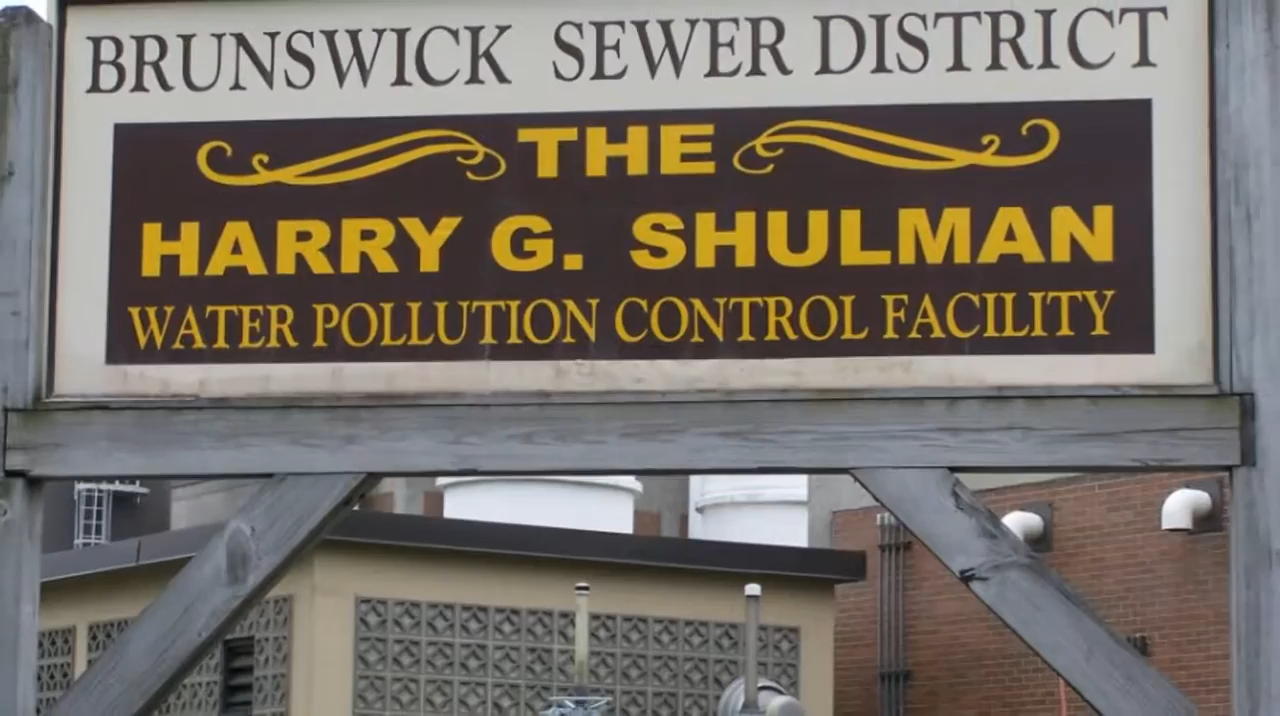 BRUNSWICK SEWER DISTRICT
THE
HARRY G. SHULMAN
WATER POLLUTION CONTROL FACILITY